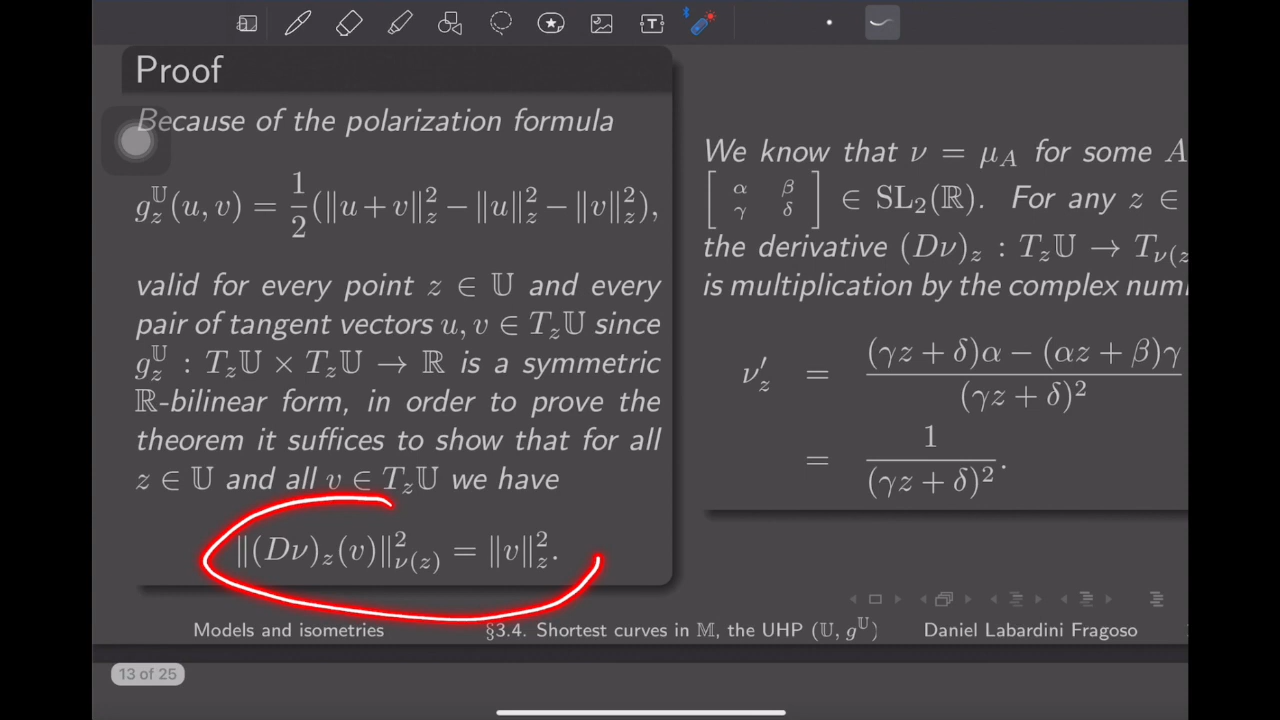 Proof
Because of the polarization formula
g_z^𝕌(u, v) = 1/2 (‖u + v‖_z^2 − ‖u‖_z^2 − ‖v‖_z^2),
valid for every point z ∈ 𝕌 and every
pair of tangent vectors u, v ∈ T_z𝕌 since
g_z^𝕌 : T_z𝕌 × T_z𝕌 → ℝ is a symmetric
ℝ-bilinear form, in order to prove the
theorem it suffices to show that for all
z ∈ 𝕌 and all v ∈ T_z𝕌 we have
‖(Dν)_z(v)‖_{ν(z)}^2 = ‖v‖_z^2.
We know that ν = μ_A for some A
[α β
γ δ] ∈ SL_2(ℝ). For any z ∈
the derivative (Dν)_z : T_z𝕌 → T_{ν(z
is multiplication by the complex num
ν′_z = ((γz + δ)α − (αz + β)γ)/(γz + δ)^2
= 1/(γz + δ)^2.
Models and isometries
§3.4. Shortest curves in 𝕄, the UHP (𝕌, g^𝕌)
Daniel Labardini Fragoso
13 of 25